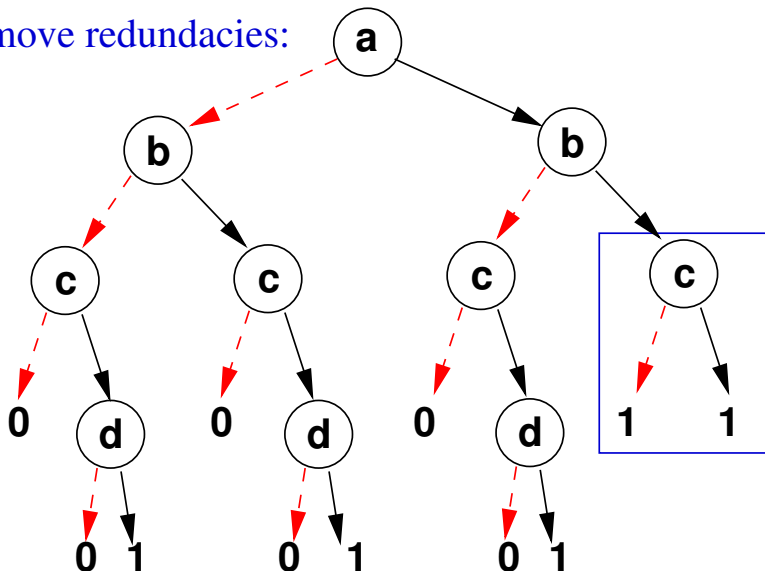 move redundacies:
a
b b
c c c c
0 d 0 d 0 d 1 1
0 1 0 1 0 1